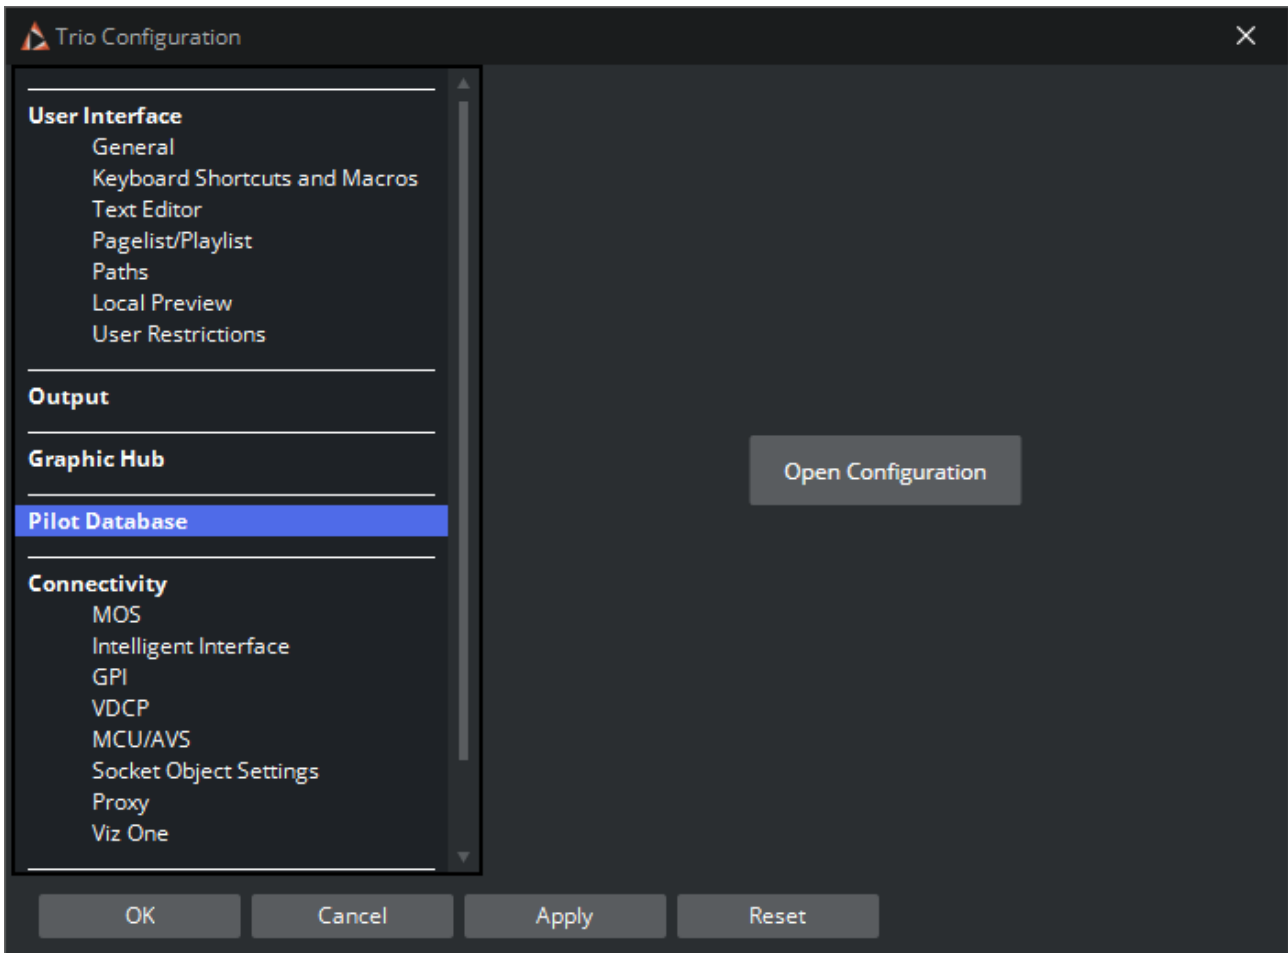 Trio Configuration
User Interface
General
Keyboard Shortcuts and Macros
Text Editor
Pagelist/Playlist
Paths
Local Preview
User Restrictions
Output
Graphic Hub
Pilot Database
Connectivity
MOS
Intelligent Interface
GPI
VDCP
MCU/AVS
Socket Object Settings
Proxy
Viz One
Open Configuration
OK
Cancel
Apply
Reset